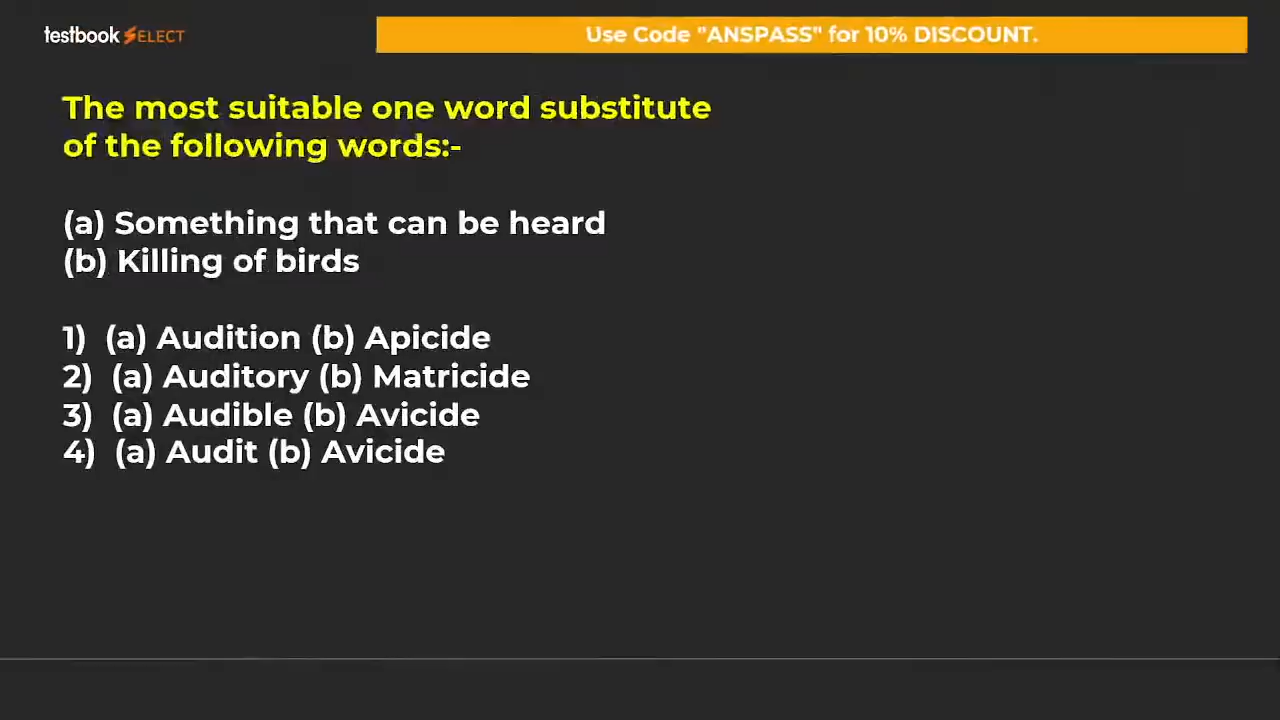 testbook SELECT
Use Code "ANSPASS" for 10% DISCOUNT.
The most suitable one word substitute
of the following words:-
(a) Something that can be heard
(b) Killing of birds
1) (a) Audition (b) Apicide
2) (a) Auditory (b) Matricide
3) (a) Audible (b) Avicide
4) (a) Audit (b) Avicide